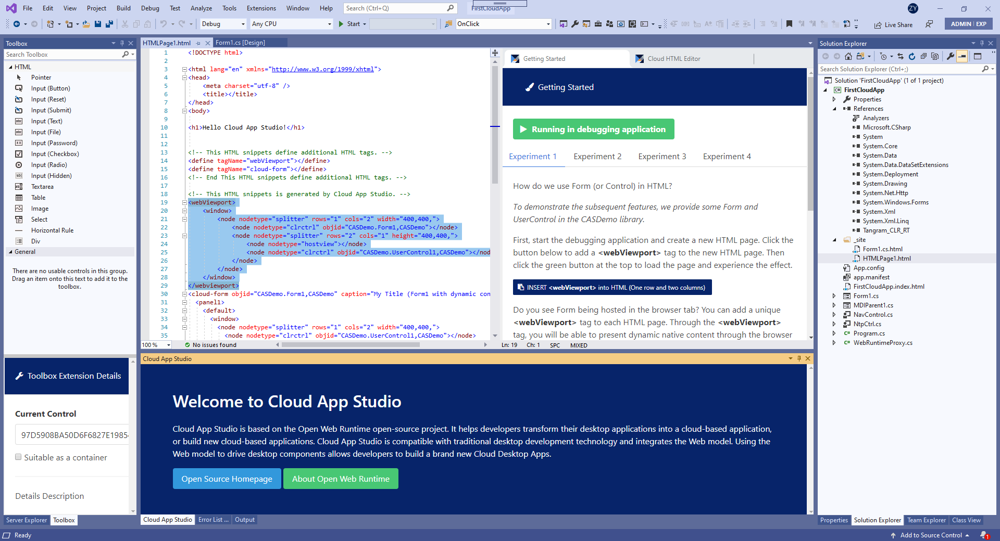 File Edit View Project Build Debug Test Analyze Tools Extensions Window Help Search (Ctrl+Q) FirstCloudApp ZY
Debug Any CPU Start OnClick Live Share ADMIN EXP
Toolbox
Search Toolbox
HTML
Pointer
Input (Button)
Input (Reset)
Input (Submit)
Input (Text)
Input (File)
Input (Password)
Input (Checkbox)
Input (Radio)
Input (Hidden)
Textarea
Table
Image
Select
Horizontal Rule
Div
General
There are no usable controls in this group.
Drag an item onto this text to add it to the
toolbox.
Toolbox Extension Details
Current Control
97D5908BA50D6F6827E1985
Suitable as a container
Details Description
Server Explorer Toolbox
HTMLPage1.html Form1.cs [Design]
1 <!DOCTYPE html>
2
3 <html lang="en" xmlns="http://www.w3.org/1999/xhtml">
4 <head>
5 <meta charset="utf-8" />
6 <title></title>
7 </head>
8 <body>
9
10 <h1>Hello Cloud App Studio!</h1>
11
12
13 <!-- This HTML snippets define additional HTML tags. -->
14 <define tagName="webViewport"></define>
15 <define tagName="cloud-form"></define>
16 <!-- End This HTML snippets define additional HTML tags. -->
17
18 <!-- This HTML snippets is generated by Cloud App Studio. -->
19 <webViewport>
20 <window>
21 <node nodetype="splitter" rows="1" cols="2" width="400,400,">
22 <node nodetype="clrctrl" objid="CASDemo.Form1,CASDemo"></node>
23 <node nodetype="splitter" rows="2" cols="1" height="400,400,">
24 <node nodetype="hostview"></node>
25 <node nodetype="clrctrl" objid="CASDemo.UserControl1,CASDemo"></nod
26 </node>
27 </node>
28 </window>
29 </webviewport>
30 <cloud-form objid="CASDemo.Form1,CASDemo" caption="My Title (Form1 with dynamic con
31 <panel1>
32 <default>
33 <window>
34 <node nodetype="splitter" rows="1" cols="2" width="400,400,">
35 <node nodetype="clrctrl" objid="CASDemo.UserControl1,CASDemo"></node>
100 % No issues found Ln: 19 Ch: 1 SPC MIXED
Getting Started Cloud HTML Editor
Getting Started
Running in debugging application
Experiment 1 Experiment 2 Experiment 3 Experiment 4
How do we use Form (or Control) in HTML?
To demonstrate the subsequent features, we provide some Form and
UserControl in the CASDemo library.
First, start the debugging application and create a new HTML page. Click the
button below to add a <webViewport> tag to the new HTML page. Then
click the green button at the top to load the page and experience the effect.
INSERT <webViewport> into HTML (One row and two columns)
Do you see Form being hosted in the browser tab? You can add a unique
<webViewport> tag to each HTML page. Through the <webViewport>
tag, you will be able to present dynamic native content through the browser
Cloud App Studio
Welcome to Cloud App Studio
Cloud App Studio is based on the Open Web Runtime open-source project. It helps developers transform their desktop applications into a cloud-based application,
or build new cloud-based applications. Cloud App Studio is compatible with traditional desktop development technology and integrates the Web model. Using the
Web model to drive desktop components allows developers to build a brand new Cloud Desktop Apps.
Open Source Homepage About Open Web Runtime
Cloud App Studio Error List ... Output
Solution Explorer
Search Solution Explorer (Ctrl+;)
Solution 'FirstCloudApp' (1 of 1 project)
FirstCloudApp
Properties
References
Analyzers
Microsoft.CSharp
System
System.Core
System.Data
System.Data.DataSetExtensions
System.Deployment
System.Drawing
System.Net.Http
System.Windows.Forms
System.Xml
System.Xml.Linq
Tangram_CLR_RT
_site
Form1.cs.html
HTMLPage1.html
App.config
app.manifest
FirstCloudApp.index.html
Form1.cs
MDIParent1.cs
NavControl.cs
NtpCtrl.cs
Program.cs
WebRuntimeProxy.cs
Properties Solution Explorer Team Explorer Class View
Ready Add to Source Control 1